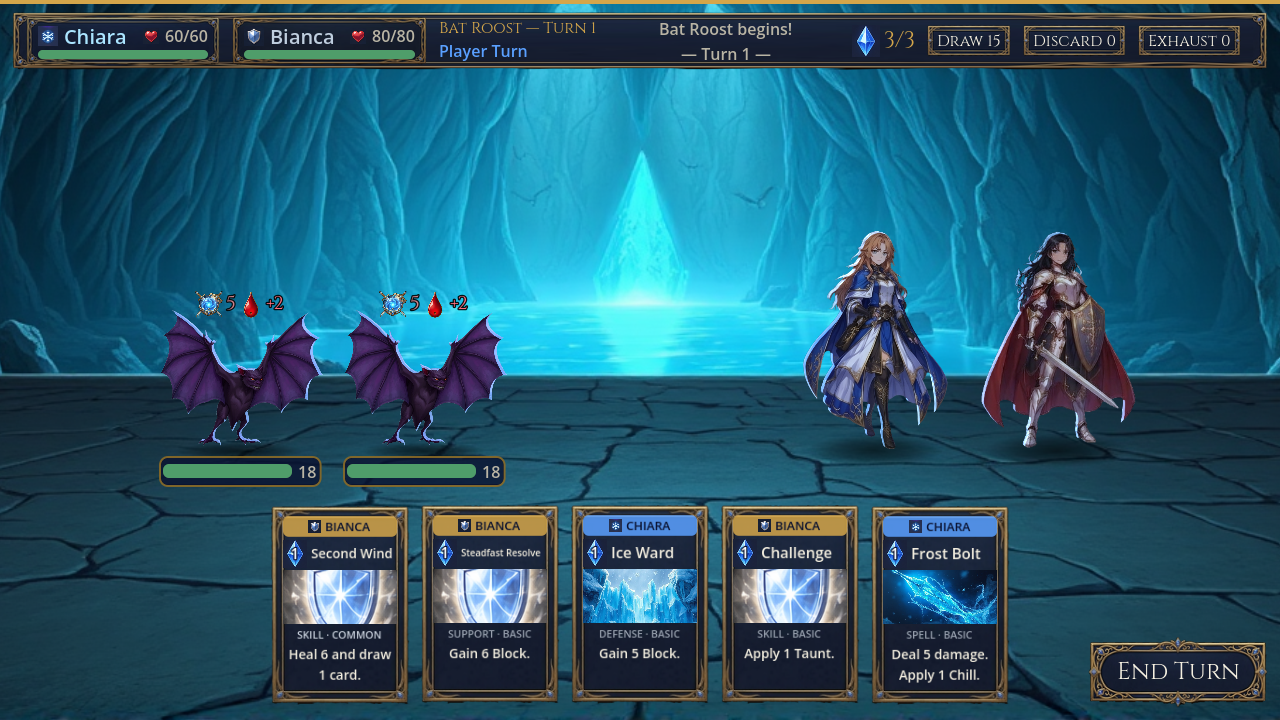 Chiara 60/60
Bianca 80/80
Bat Roost — Turn 1
Player Turn
Bat Roost begins!
— Turn 1 —
3/3
Draw 15
Discard 0
Exhaust 0
5 +2
5 +2
18
18
BIANCA
1 Second Wind
SKILL · COMMON
Heal 6 and draw
1 card.
BIANCA
1 Steadfast Resolve
SUPPORT · BASIC
Gain 6 Block.
CHIARA
1 Ice Ward
DEFENSE · BASIC
Gain 5 Block.
BIANCA
1 Challenge
SKILL · BASIC
Apply 1 Taunt.
CHIARA
1 Frost Bolt
SPELL · BASIC
Deal 5 damage.
Apply 1 Chill.
End Turn